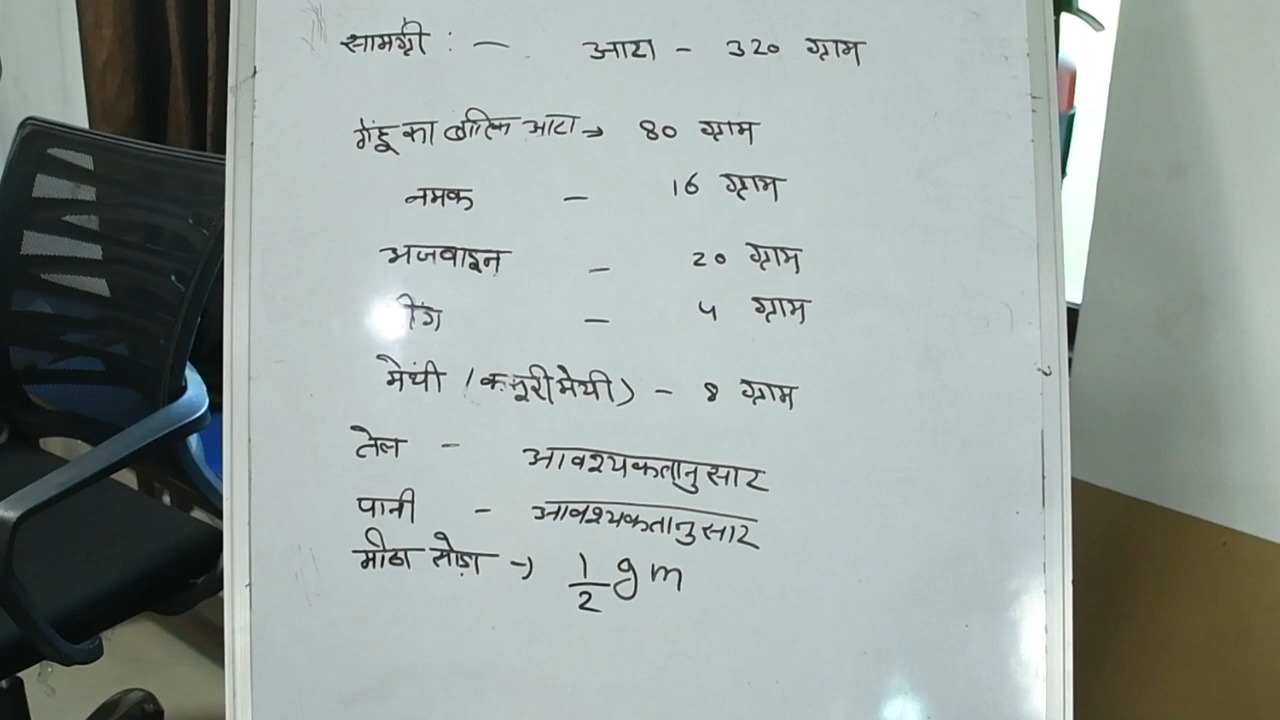 सामग्री :— आटा - 320 ग्राम
गेंहू का बारिक आटा → 80 ग्राम
नमक — 16 ग्राम
अजवाइन — 20 ग्राम
हिंग — 4 ग्राम
मेथी (कसूरी मेथी) - 8 ग्राम
तेल - आवश्यकतानुसार
पानी - आवश्यकतानुसार
मीठा सोडा → 1/2 gm